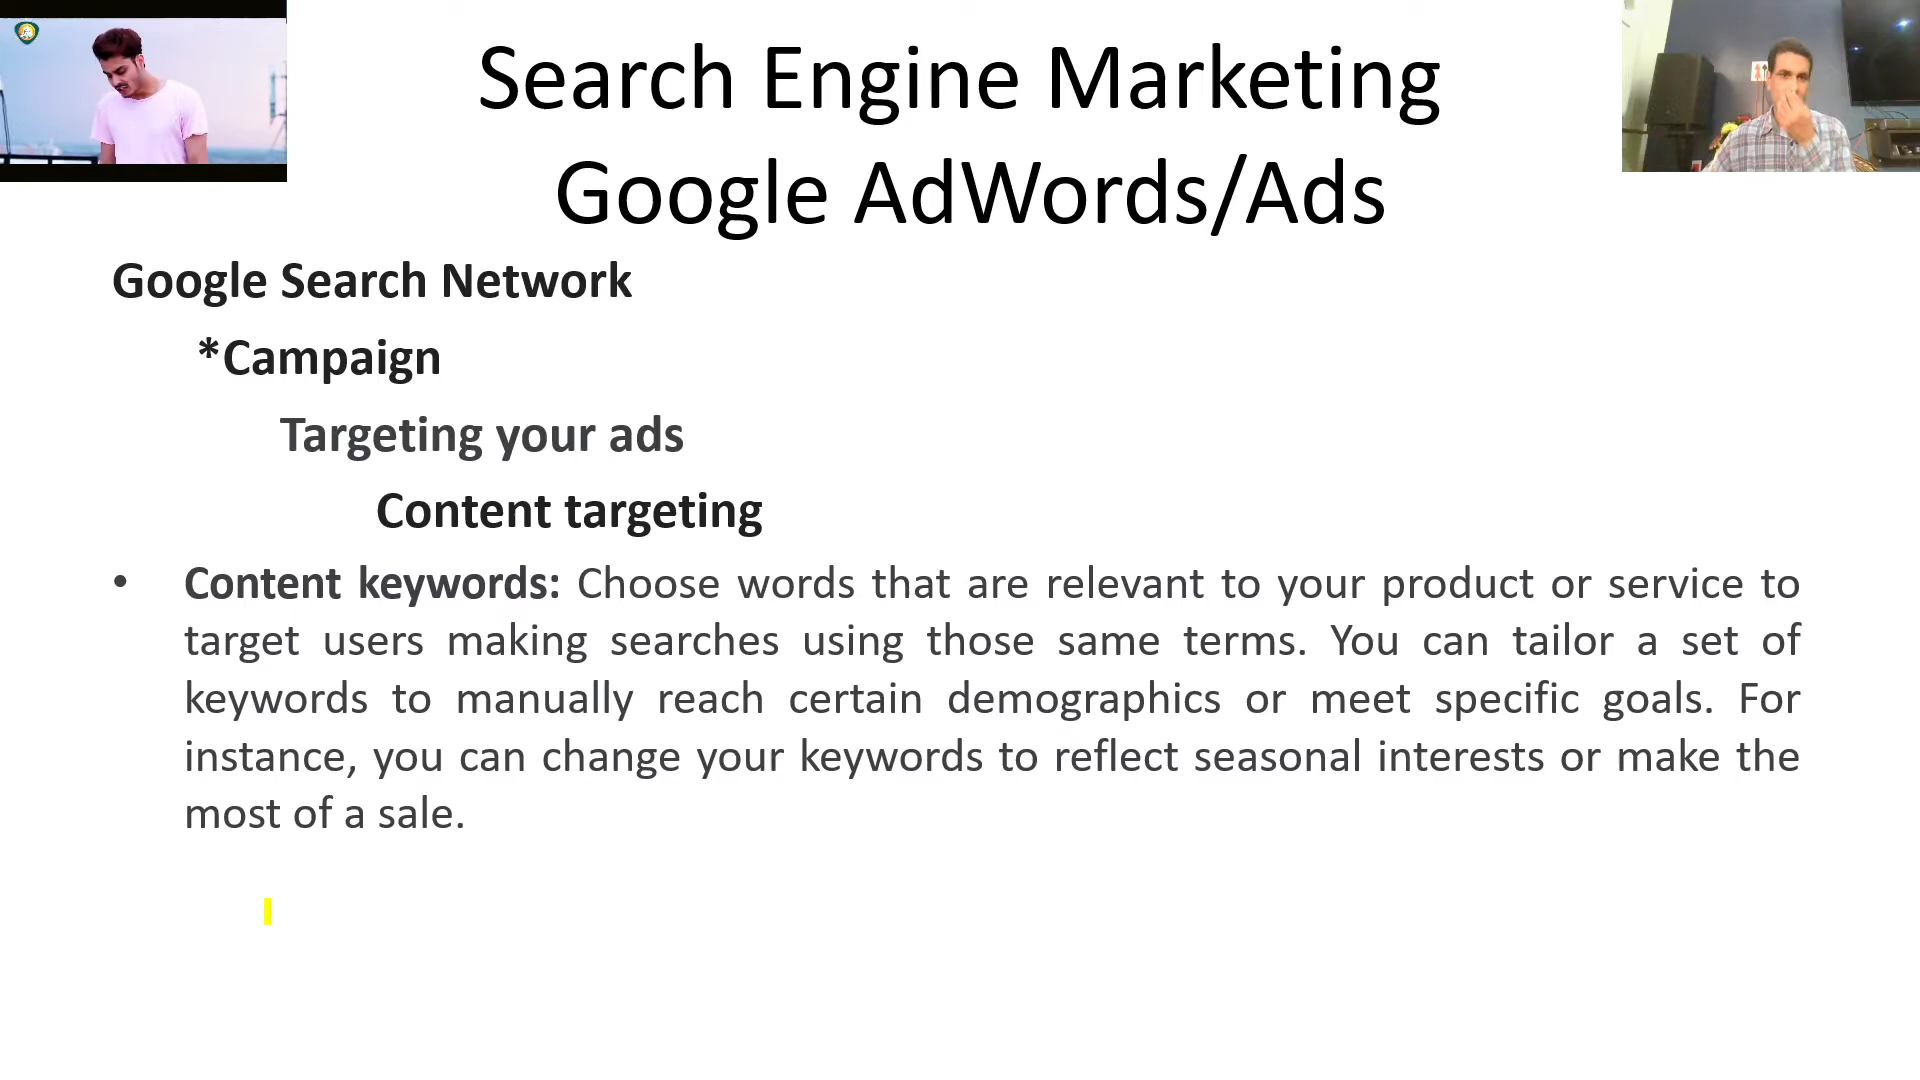 Search Engine Marketing
Google AdWords/Ads
Google Search Network
*Campaign
Targeting your ads
Content targeting
• Content keywords: Choose words that are relevant to your product or service to
target users making searches using those same terms. You can tailor a set of
keywords to manually reach certain demographics or meet specific goals. For
instance, you can change your keywords to reflect seasonal interests or make the
most of a sale.